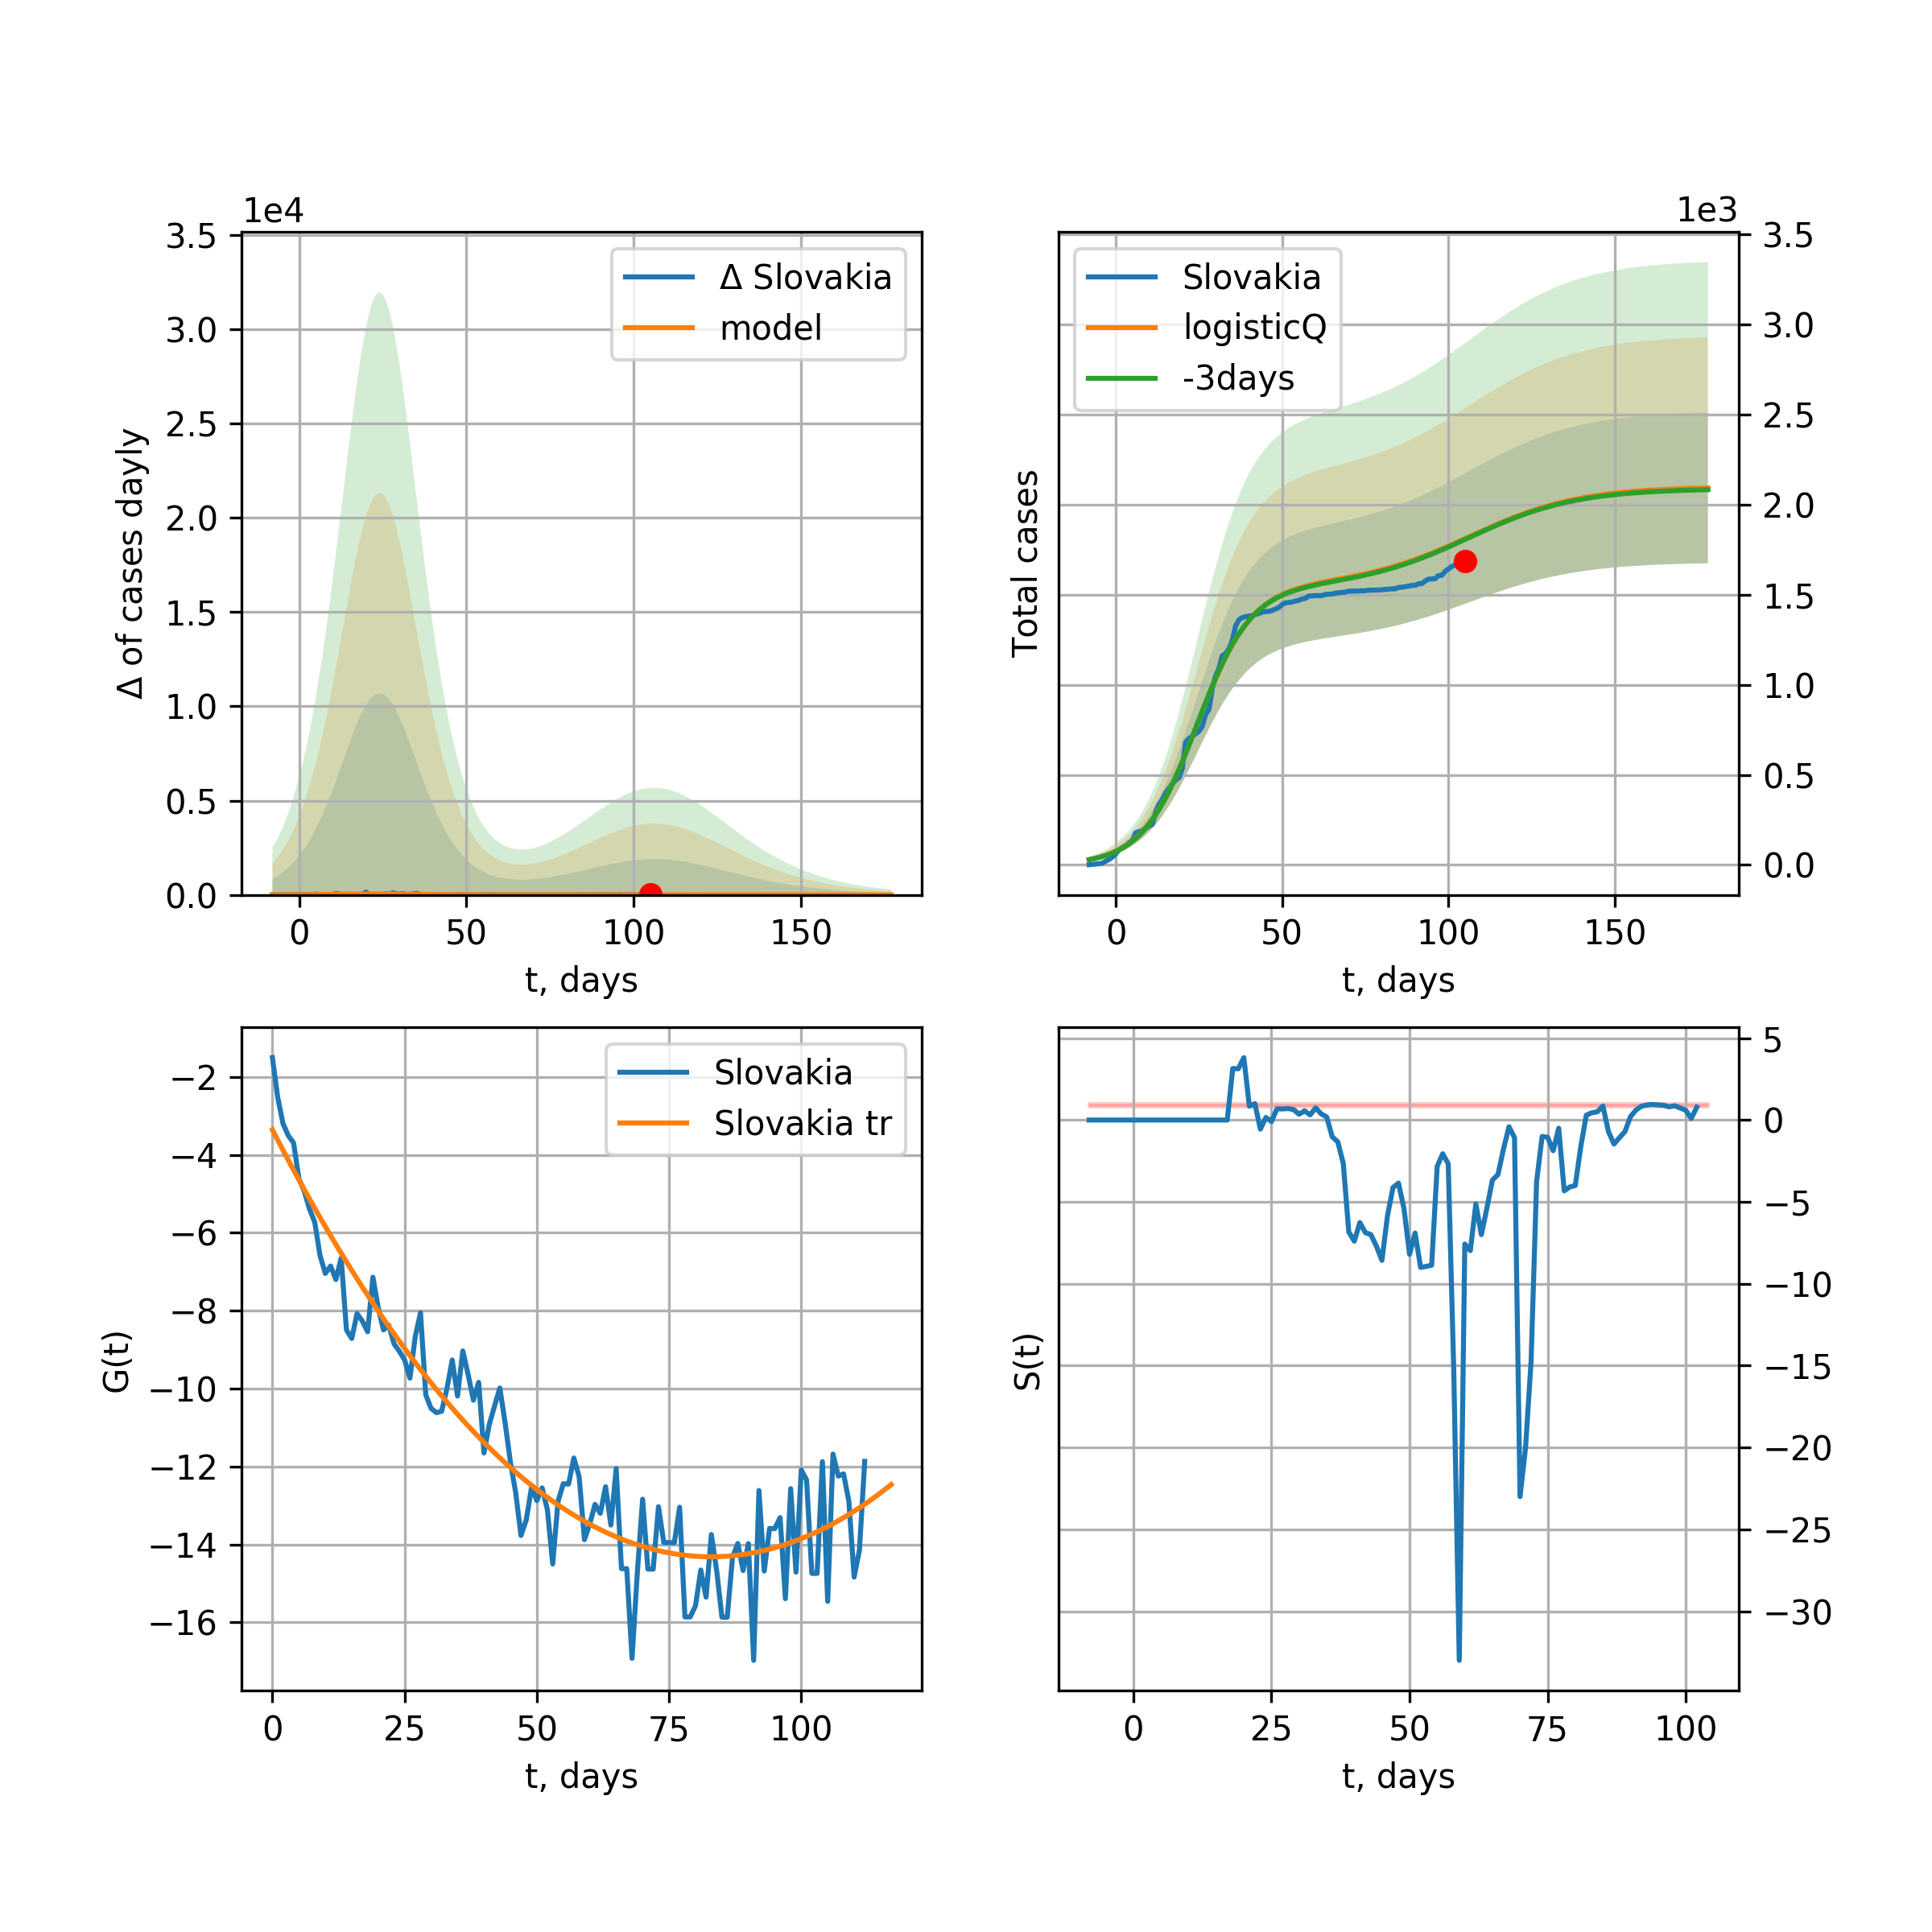 1e4
3.5
3.0
2.5
2.0
1.5
1.0
0.5
0.0
Δ of cases dayly
Δ Slovakia
model
0 50 100 150
t, days
1e3
3.5
3.0
2.5
2.0
1.5
1.0
0.5
0.0
Total cases
Slovakia
logisticQ
-3days
0 50 100 150
t, days
−2
−4
−6
−8
−10
−12
−14
−16
G(t)
Slovakia
Slovakia tr
0 25 50 75 100
t, days
5
0
−5
−10
−15
−20
−25
−30
S(t)
0 25 50 75 100
t, days